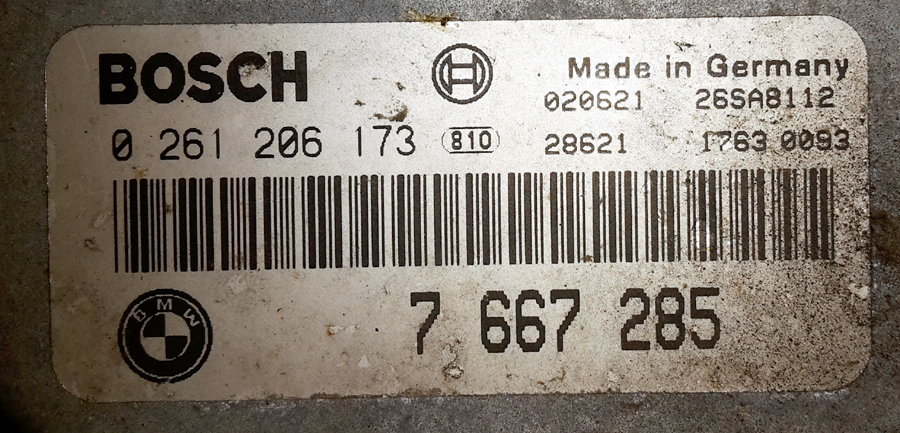 BOSCH
Made in Germany
020621 26SA8112
0 261 206 173 810 28621 1763 0093
BMW
7 667 285